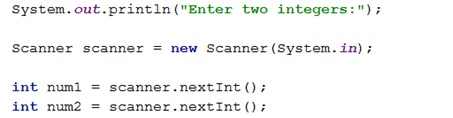 System.out.println("Enter two integers:");
Scanner scanner = new Scanner(System.in);
int num1 = scanner.nextInt();
int num2 = scanner.nextInt();